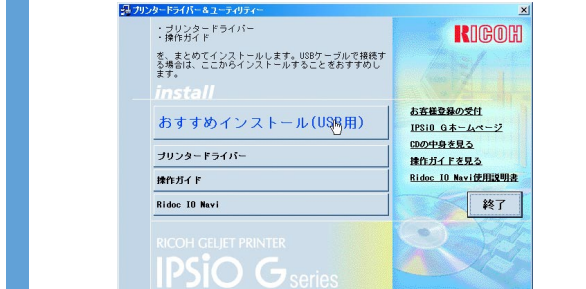 プリンタードライバー＆ユーティリティー
・プリンタードライバー
・操作ガイド
を、まとめてインストールします。USBケーブルで接続す
る場合は、ここからインストールすることをおすすめし
ます。
install
おすすめインストール(USB用)
プリンタードライバー
操作ガイド
Ridoc IO Navi
RICOH GELJET PRINTER
IPSiO G series
RICOH
お客様登録の受付
IPSiO Gホームページ
CDの中身を見る
操作ガイドを見る
Ridoc IO Navi使用説明書
終了